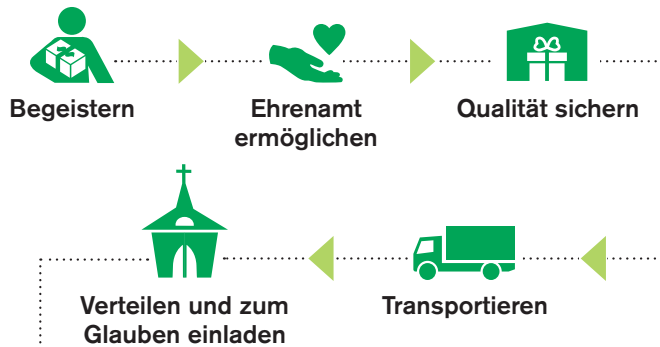 Begeistern
Ehrenamt
ermöglichen
Qualität sichern
Verteilen und zum
Glauben einladen
Transportieren